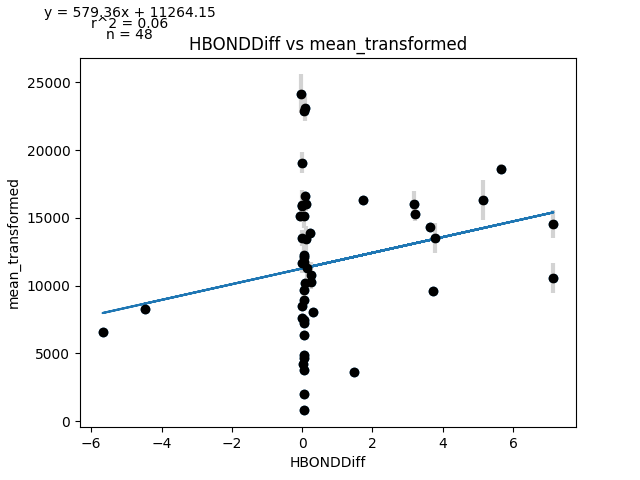 y = 579.36x + 11264.15
r^2 = 0.06
n = 48
HBONDDiff vs mean_transformed
mean_transformed
25000
20000
15000
10000
5000
0
−6
−4
−2
0
2
4
6
HBONDDiff